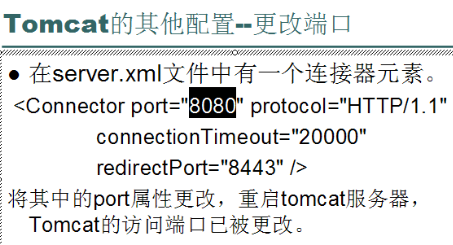 Tomcat的其他配置--更改端口
● 在server.xml文件中有一个连接器元素。
<Connector port="8080" protocol="HTTP/1.1"
connectionTimeout="20000"
redirectPort="8443" />
将其中的port属性更改，重启tomcat服务器，
Tomcat的访问端口已被更改。